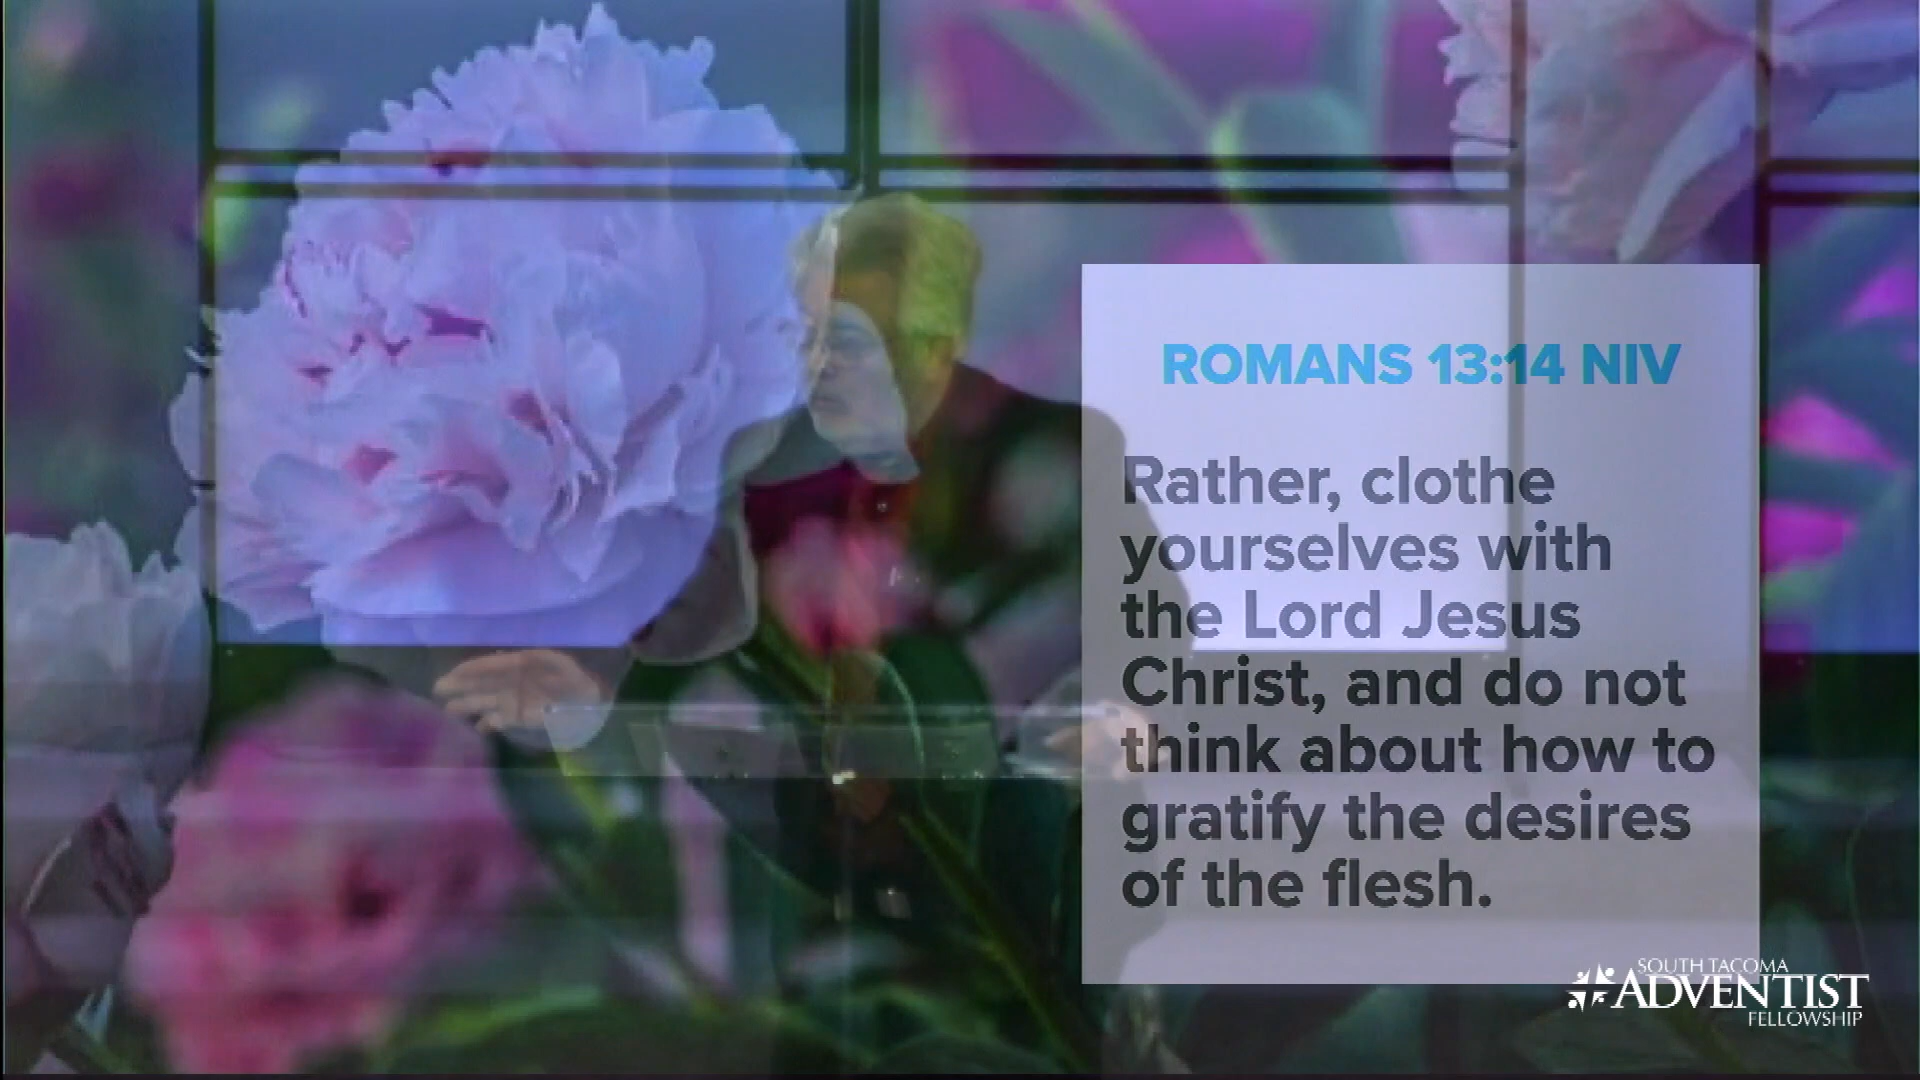 ROMANS 13:14 NIV
Rather, clothe
yourselves with
the Lord Jesus
Christ, and do not
think about how to
gratify the desires
of the flesh.
SOUTH TACOMA
ADVENTIST
FELLOWSHIP